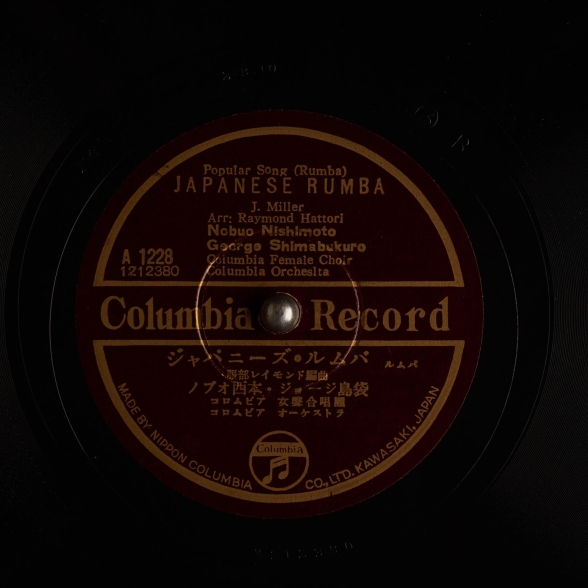 Popular Song (Rumba)
JAPANESE RUMBA
J. Miller
Arr: Raymond Hattori
Nobuo Nishimoto
George Shimabukuro
Columbia Female Choir
Columbia Orcheslta
A 1228
1212380
Columbia Record
ジャパニーズ・ルムバ ルムバ
服部レイモンド編曲
ノブオ西本・ジョージ島袋
コロムビア 女聲合唱團
コロムビア オーケストラ
Columbia
MADE BY NIPPON COLUMBIA CO., LTD. KAWASAKI, JAPAN